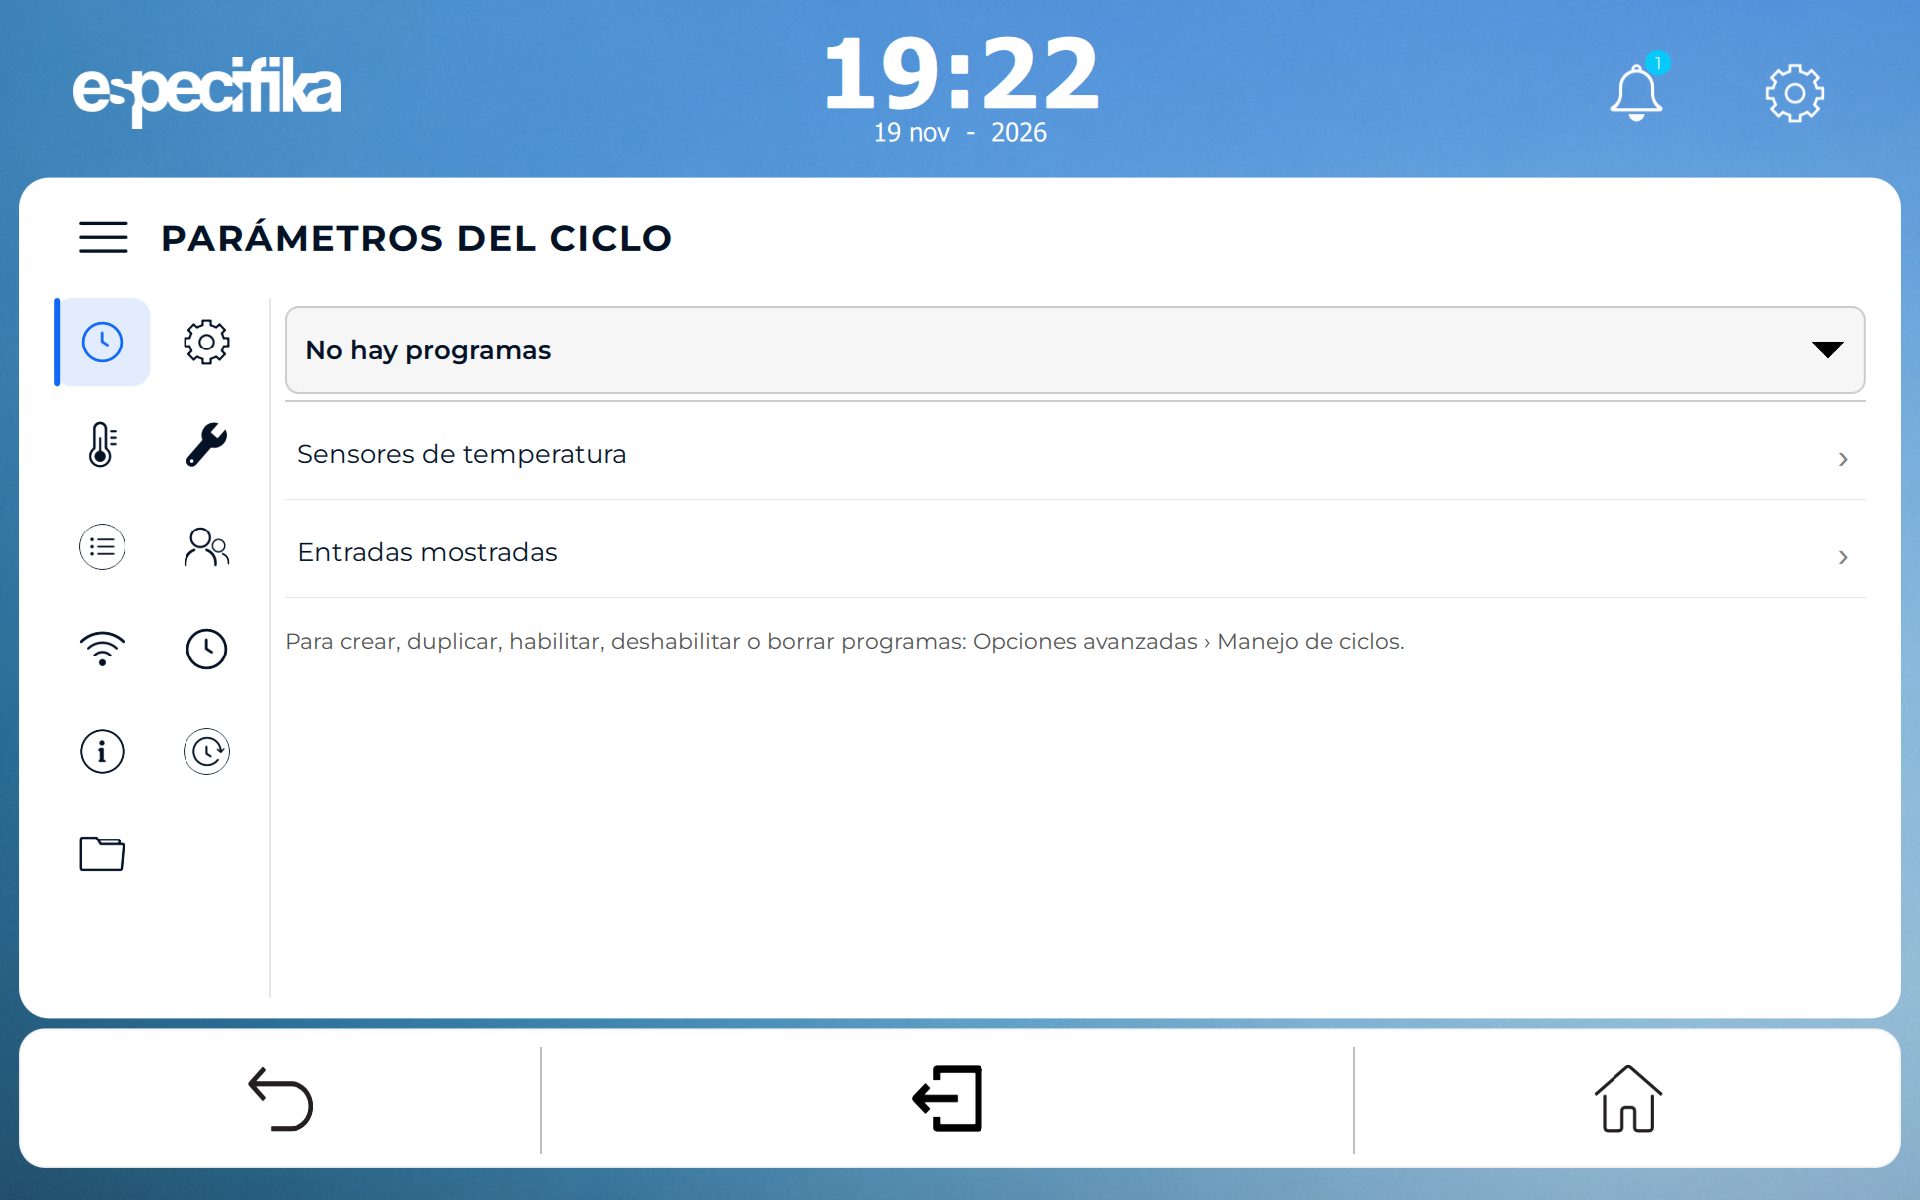 especifika
19:22
1
19 nov - 2026
PARÁMETROS DEL CICLO
No hay programas
Sensores de temperatura
Entradas mostradas
Para crear, duplicar, habilitar, deshabilitar o borrar programas: Opciones avanzadas › Manejo de ciclos.